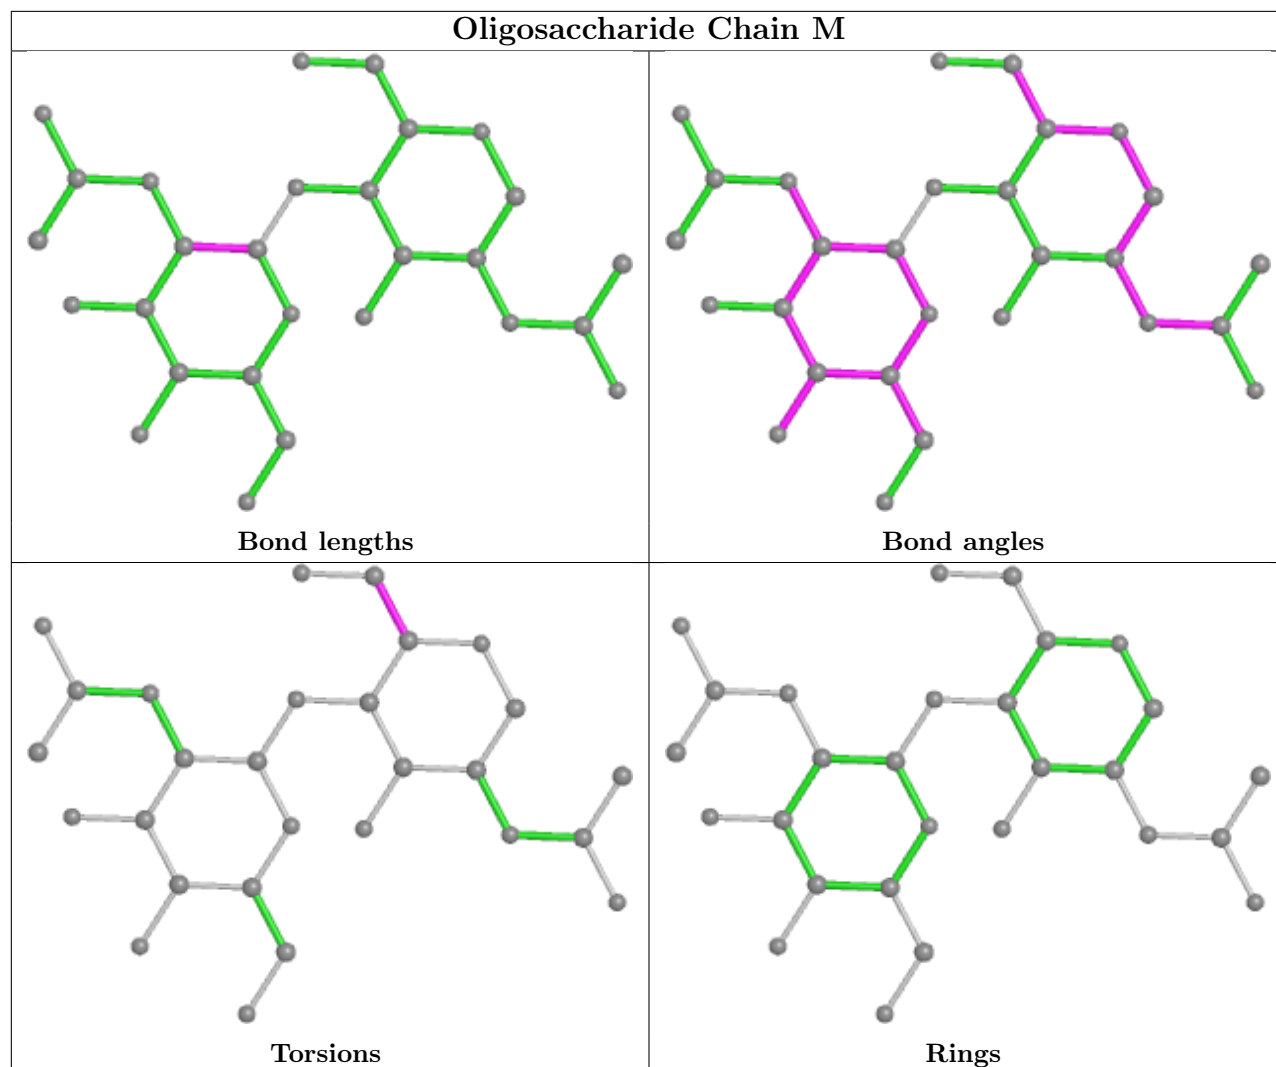 Oligosaccharide Chain M
Bond lengths
Bond angles
Torsions
Rings